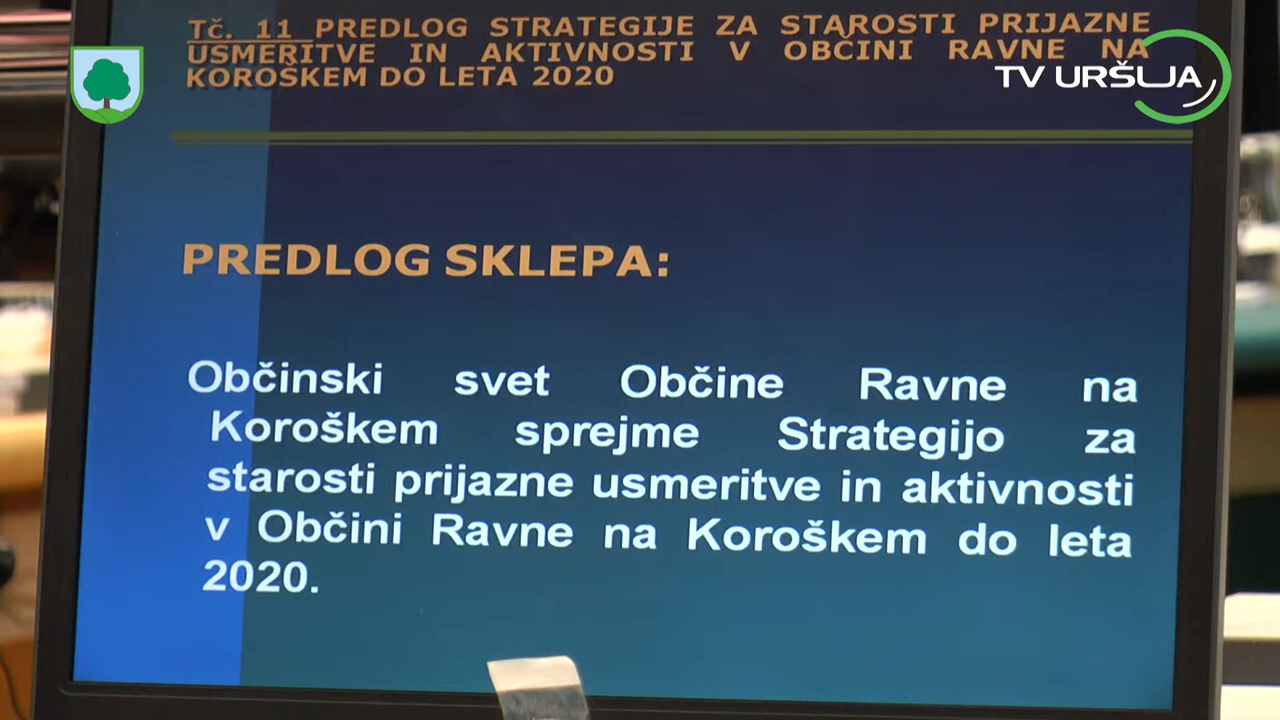 Tč. 11 PREDLOG STRATEGIJE ZA STAROSTI PRIJAZNE
USMERITVE IN AKTIVNOSTI V OBČINI RAVNE NA
KOROŠKEM DO LETA 2020
TV URŠLJA
PREDLOG SKLEPA:
Občinski svet Občine Ravne na
Koroškem sprejme Strategijo za
starosti prijazne usmeritve in aktivnosti
v Občini Ravne na Koroškem do leta
2020.